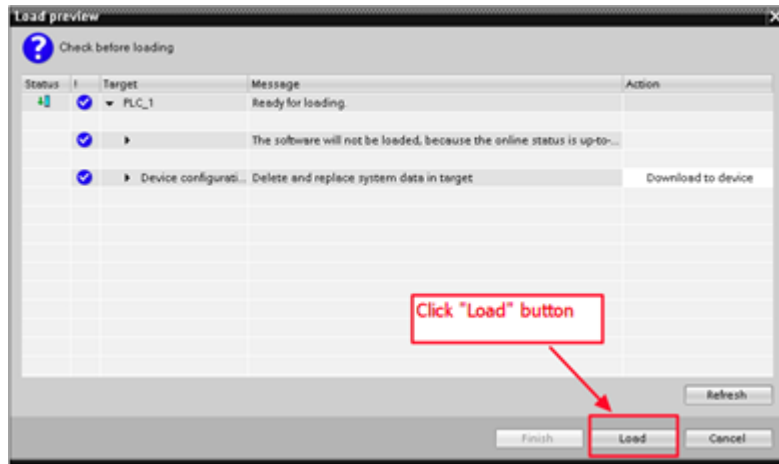 Load preview
Check before loading
Status ! Target Message Action
PLC_1 Ready for loading.
The software will not be loaded, because the online status is up-to-...
Device configurati... Delete and replace system data in target Download to device
Click "Load" button
Refresh
Finish Load Cancel